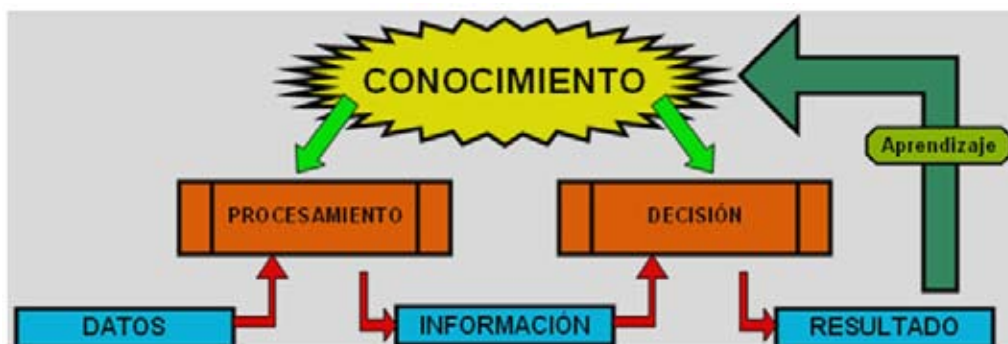 CONOCIMIENTO
Aprendizaje
PROCESAMIENTO
DECISIÓN
DATOS
INFORMACIÓN
RESULTADO